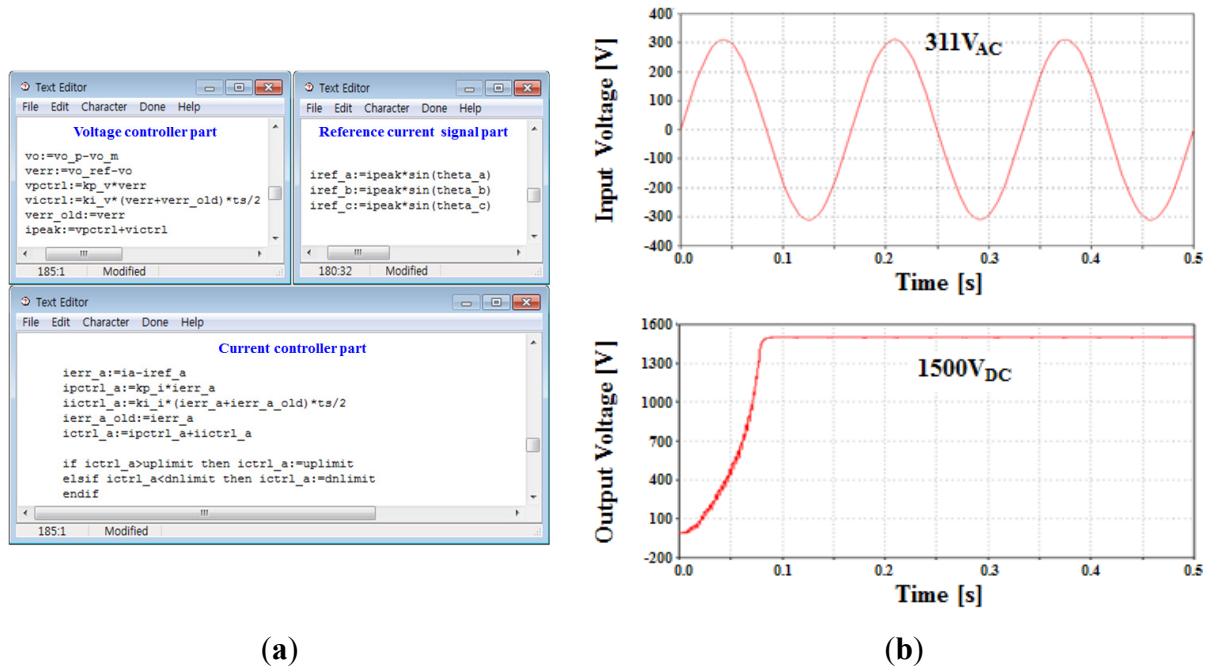 Text Editor
File Edit Character Done Help
Voltage controller part
vo:=vo_p-vo_m
verr:=vo_ref-vo
vpctrl:=kp_v*verr
victrl:=ki_v*(verr+verr_old)*ts/2
verr_old:=verr
ipeak:=vpctrl+victrl
185:1 Modified
Text Editor
File Edit Character Done Help
Reference current signal part
iref_a:=ipeak*sin(theta_a)
iref_b:=ipeak*sin(theta_b)
iref_c:=ipeak*sin(theta_c)
180:32 Modified
Text Editor
File Edit Character Done Help
Current controller part
ierr_a:=ia-iref_a
ipctrl_a:=kp_i*ierr_a
iictrl_a:=ki_i*(ierr_a+ierr_a_old)*ts/2
ierr_a_old:=ierr_a
ictrl_a:=ipctrl_a+iictrl_a
if ictrl_a>uplimit then ictrl_a:=uplimit
elsif ictrl_a<dnlimit then ictrl_a:=dnlimit
endif
185:1 Modified
(a)
Input Voltage [V]
400
300
200
100
0
-100
-200
-300
-400
311VAC
0.0 0.1 0.2 0.3 0.4 0.5
Time [s]
Output Voltage [V]
1600
1300
1000
700
400
100
-200
1500VDC
0.0 0.1 0.2 0.3 0.4 0.5
Time [s]
(b)